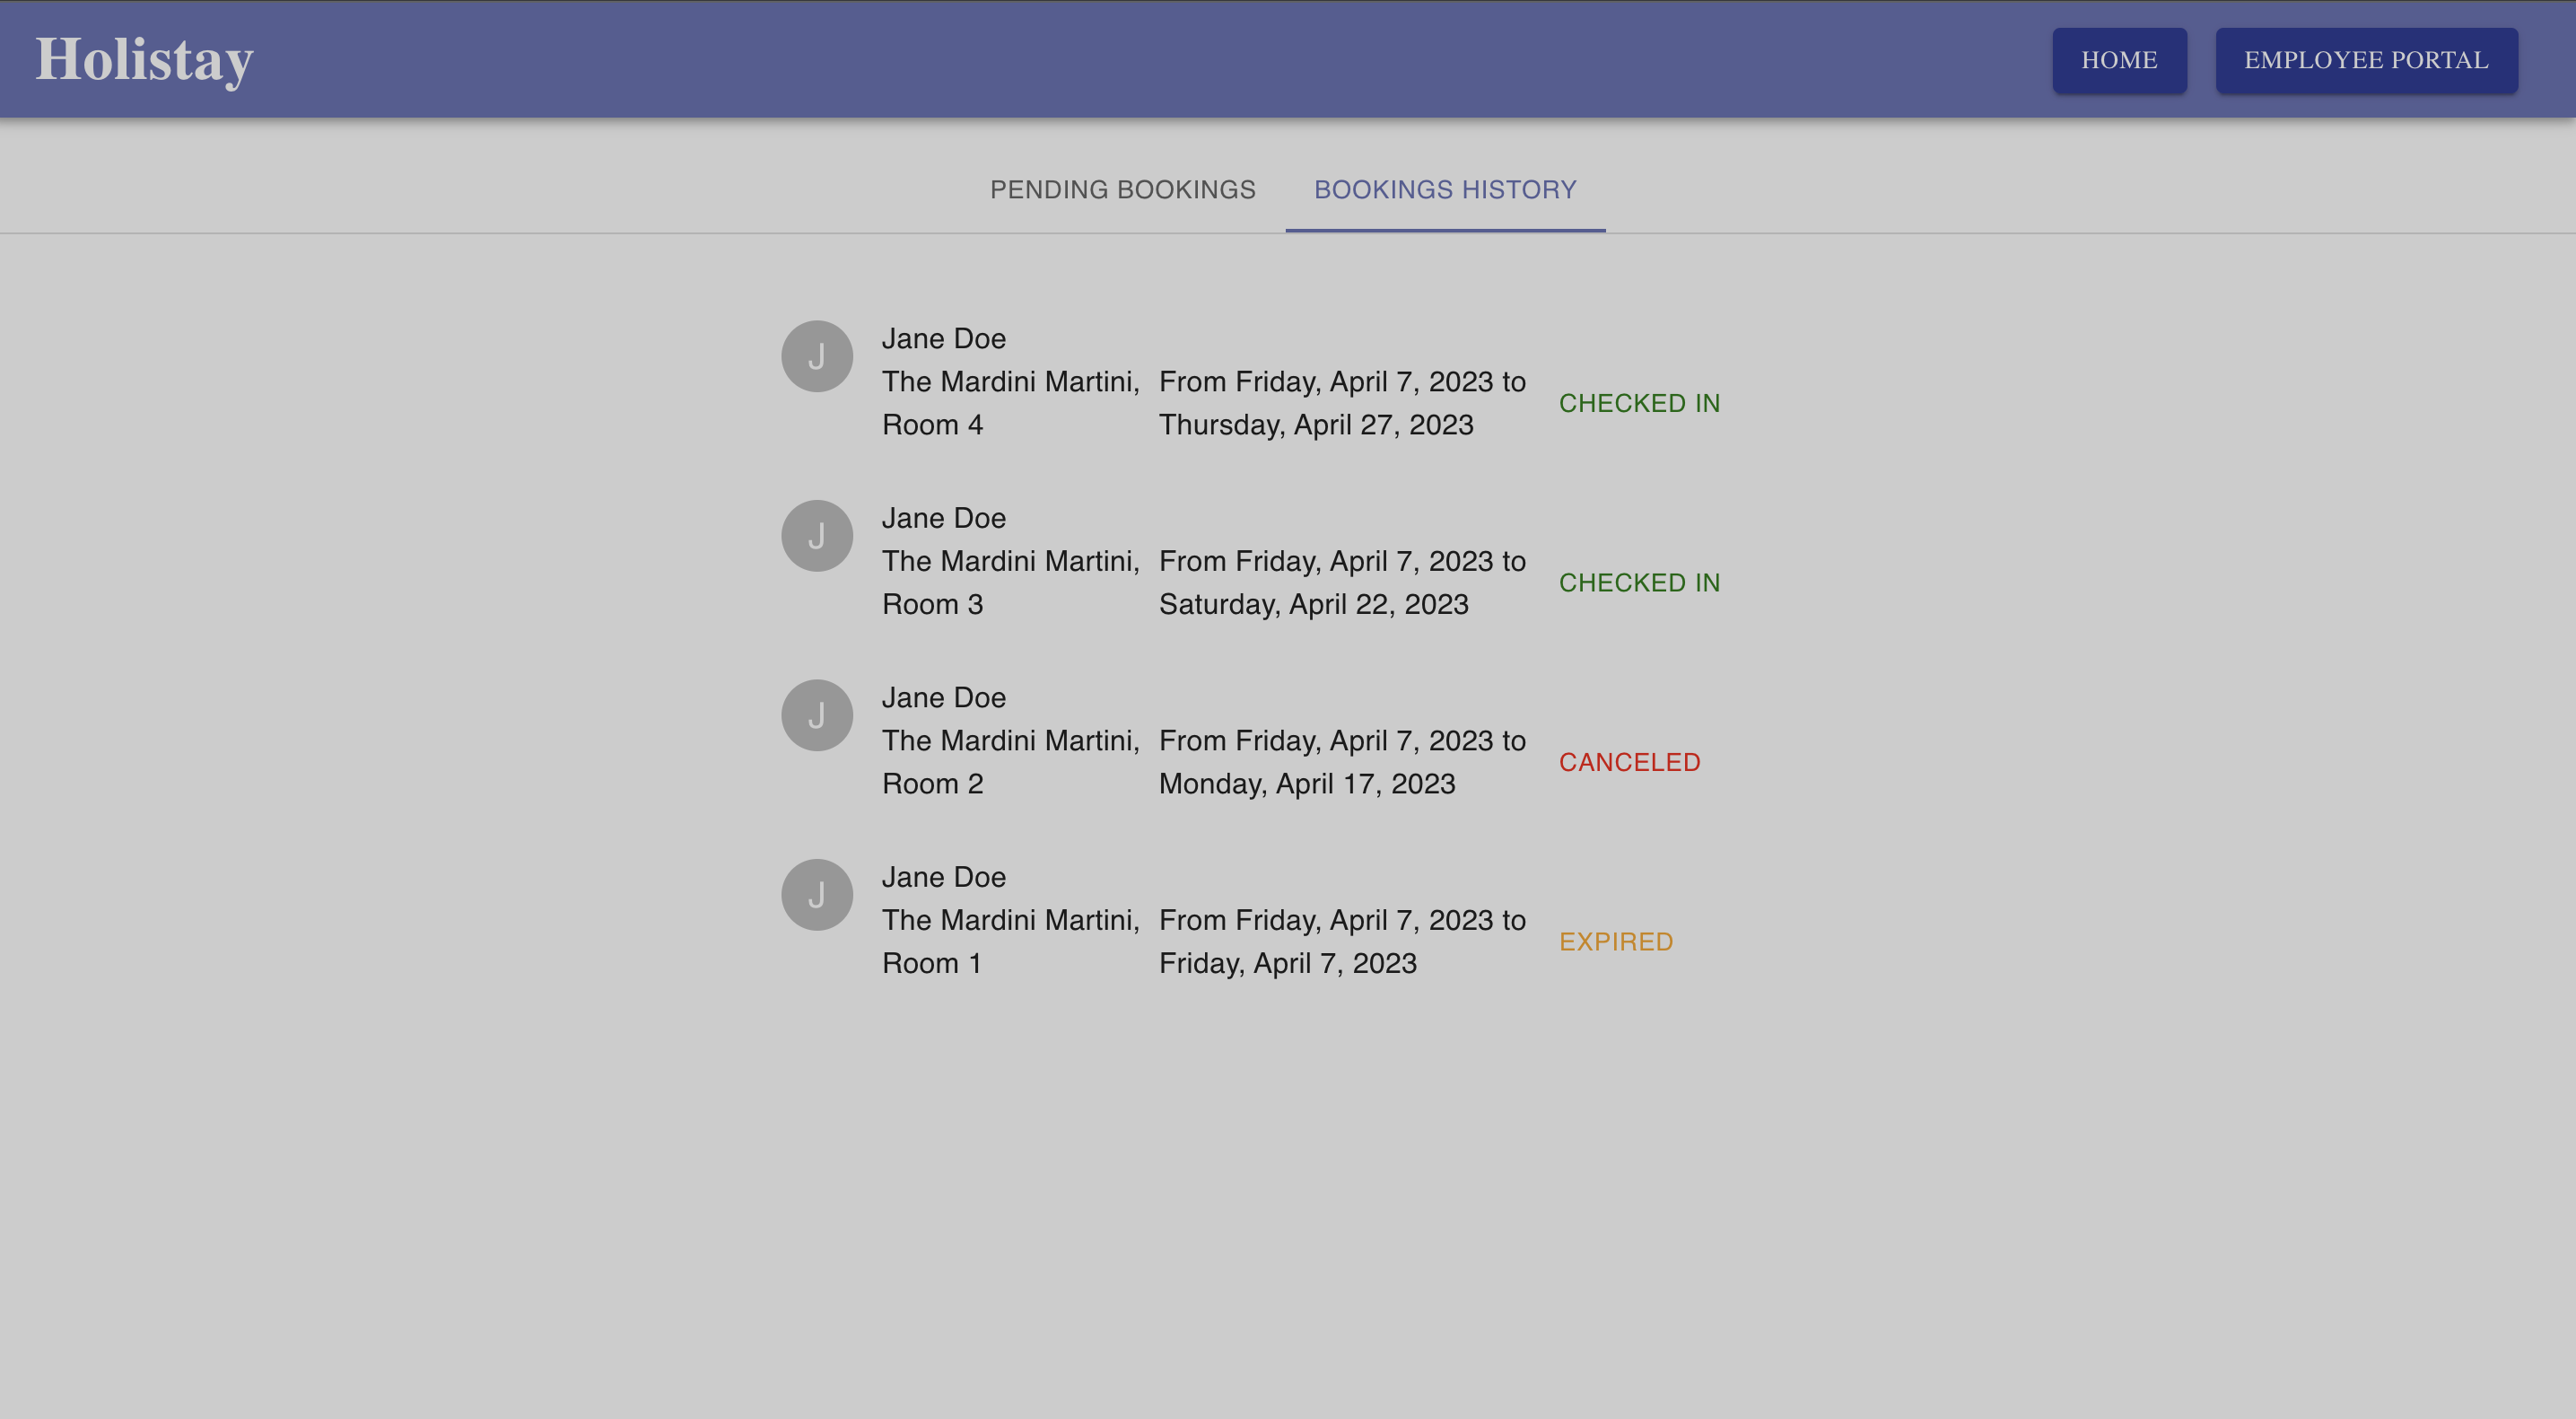 Holistay
HOME
EMPLOYEE PORTAL
PENDING BOOKINGS
BOOKINGS HISTORY
J
Jane Doe
The Mardini Martini,
Room 4
From Friday, April 7, 2023 to
Thursday, April 27, 2023
CHECKED IN
J
Jane Doe
The Mardini Martini,
Room 3
From Friday, April 7, 2023 to
Saturday, April 22, 2023
CHECKED IN
J
Jane Doe
The Mardini Martini,
Room 2
From Friday, April 7, 2023 to
Monday, April 17, 2023
CANCELED
J
Jane Doe
The Mardini Martini,
Room 1
From Friday, April 7, 2023 to
Friday, April 7, 2023
EXPIRED